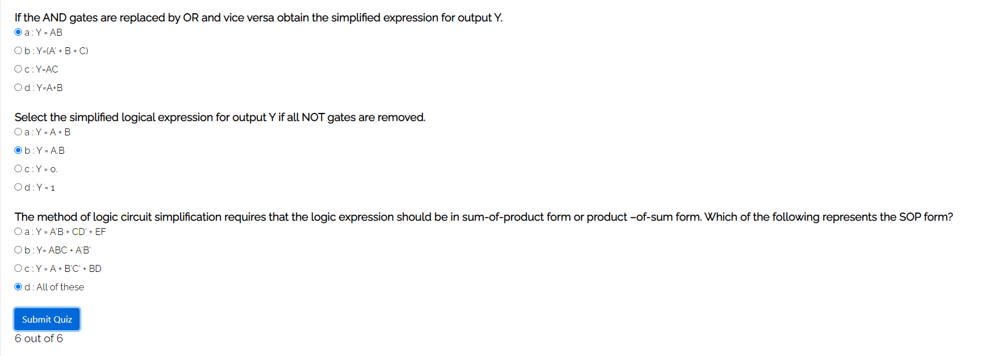 If the AND gates are replaced by OR and vice versa obtain the simplified expression for output Y.
a : Y = AB
b : Y=(A' + B + C)
c : Y=AC
d : Y=A+B
Select the simplified logical expression for output Y if all NOT gates are removed.
a : Y = A + B
b : Y = A.B
c : Y = 0.
d : Y = 1
The method of logic circuit simplification requires that the logic expression should be in sum-of-product form or product –of-sum form. Which of the following represents the SOP form?
a : Y = A'B + CD' + EF
b : Y= ABC + A'B'
c : Y = A + B'C' + BD
d : All of these
Submit Quiz
6 out of 6